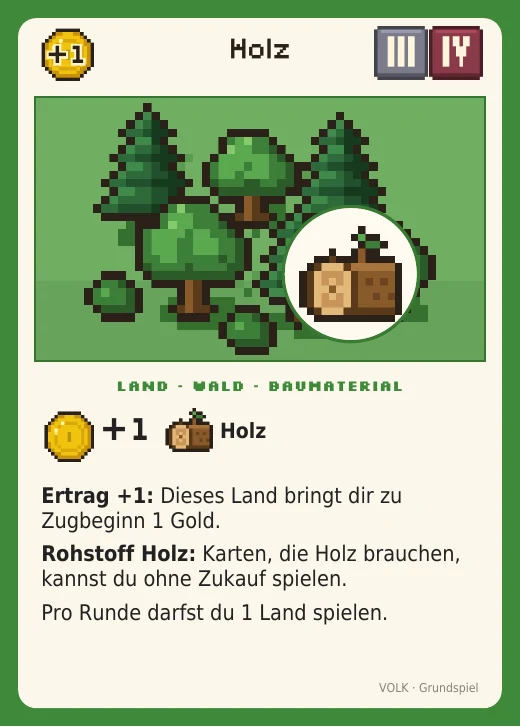 +1
Holz
III IV
LAND · WALD · BAUMATERIAL
+1 Holz
Ertrag +1: Dieses Land bringt dir zu
Zugbeginn 1 Gold.
Rohstoff Holz: Karten, die Holz brauchen,
kannst du ohne Zukauf spielen.
Pro Runde darfst du 1 Land spielen.
VOLK · Grundspiel